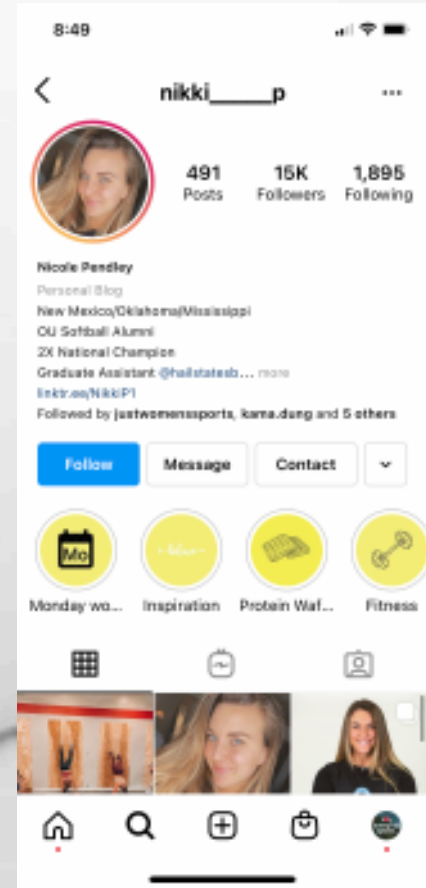 8:49
nikki_____p
491 15K 1,895
Posts Followers Following
Nicole Pendley
Personal Blog
New Mexico/Oklahoma/Mississippi
OU Softball Alumni
2X National Champion
Graduate Assistant @hailstatesb... more
linktr.ee/NikkiP1
Followed by justwomenssports, kama.dung and 5 others
Follow Message Contact
Mo
Monday wo... Inspiration Protein Waf... Fitness